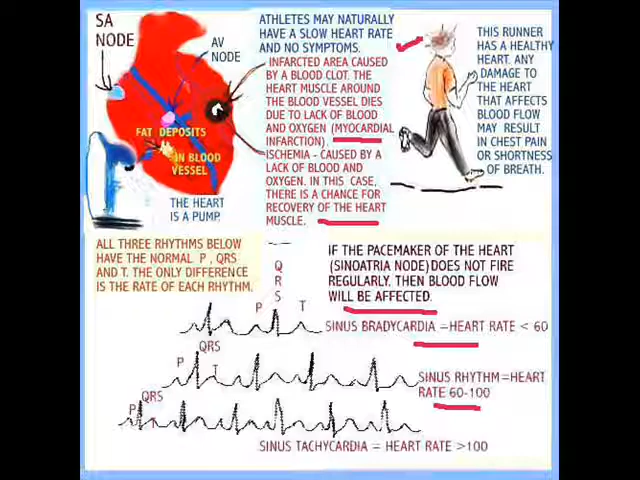 SA
NODE
AV
NODE
FAT DEPOSITS
IN BLOOD
VESSEL
THE HEART
IS A PUMP.
ATHLETES MAY NATURALLY
HAVE A SLOW HEART RATE
AND NO SYMPTOMS.
INFARCTED AREA CAUSED
BY A BLOOD CLOT. THE
HEART MUSCLE AROUND
THE BLOOD VESSEL DIES
DUE TO LACK OF BLOOD
AND OXYGEN (MYOCARDIAL
INFARCTION).
ISCHEMIA - CAUSED BY A
LACK OF BLOOD AND
OXYGEN. IN THIS CASE,
THERE IS A CHANCE FOR
RECOVERY OF THE HEART
MUSCLE.
THIS RUNNER
HAS A HEALTHY
HEART. ANY
DAMAGE TO
THE HEART
THAT AFFECTS
BLOOD FLOW
MAY RESULT
IN CHEST PAIN
OR SHORTNESS
OF BREATH.
ALL THREE RHYTHMS BELOW
HAVE THE NORMAL P , QRS
AND T. THE ONLY DIFFERENCE
IS THE RATE OF EACH RHYTHM.
IF THE PACEMAKER OF THE HEART
(SINOATRIA NODE) DOES NOT FIRE
REGULARLY. THEN BLOOD FLOW
WILL BE AFFECTED.
Q
R
S
P T
SINUS BRADYCARDIA =HEART RATE < 60
QRS
P T
SINUS RHYTHM=HEART
RATE 60-100
QRS
P
SINUS TACHYCARDIA = HEART RATE >100